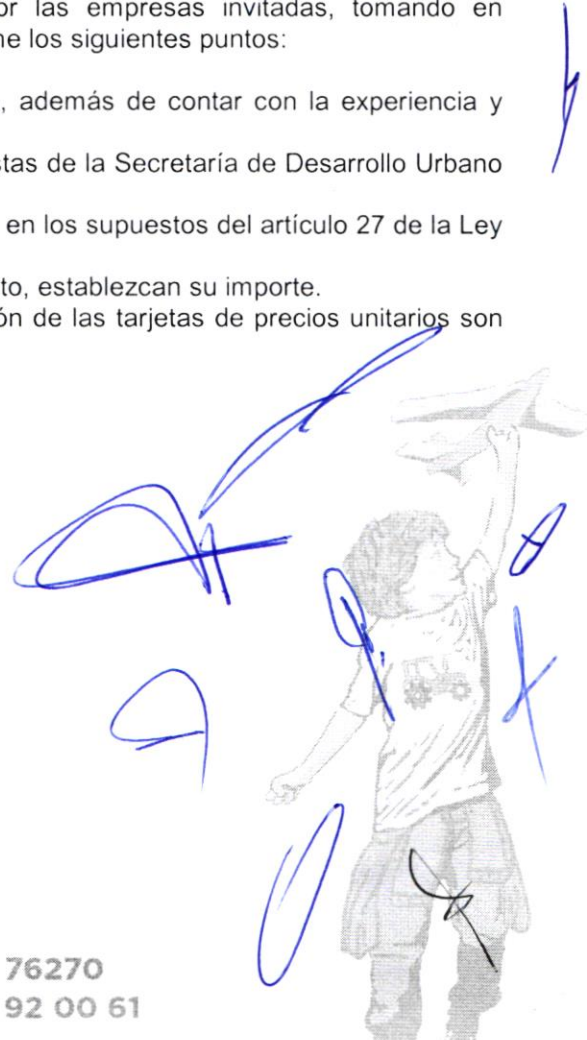 or las empresas invitadas, tomando en
ne los siguientes puntos:
, además de contar con la experiencia y
stas de la Secretaría de Desarrollo Urbano
en los supuestos del artículo 27 de la Ley
to, establezcan su importe.
ón de las tarjetas de precios unitarios son
76270
92 00 61